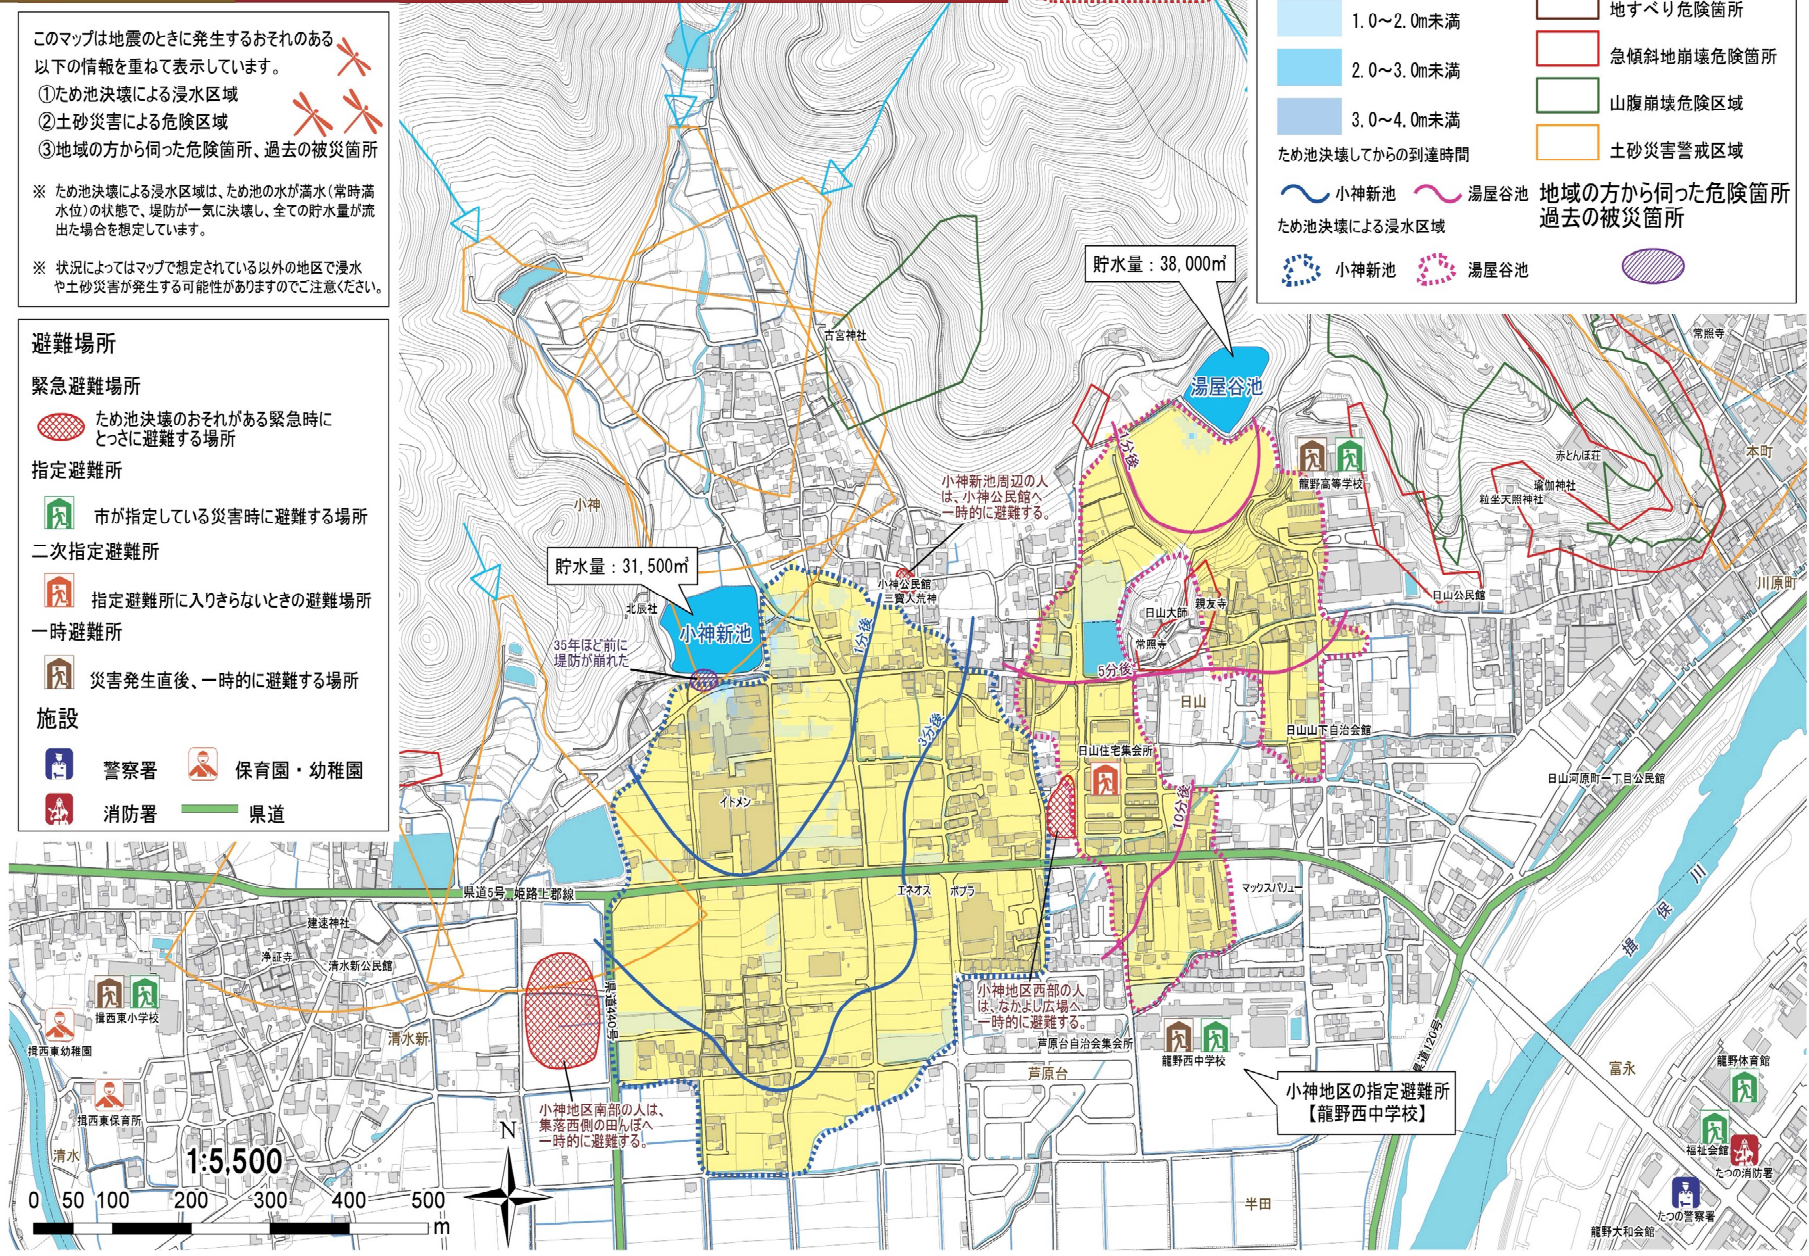 このマップは地震のときに発生するおそれのある
以下の情報を重ねて表示しています。
①ため池決壊による浸水区域
②土砂災害による危険区域
③地域の方から伺った危険箇所、過去の被災箇所
※ ため池決壊による浸水区域は、ため池の水が満水(常時満
水位)の状態で、堤防が一気に決壊し、全ての貯水量が流
出た場合を想定しています。
※ 状況によってはマップで想定されている以外の地区で浸水
や土砂災害が発生する可能性がありますのでご注意ください。
避難場所
緊急避難場所
ため池決壊のおそれがある緊急時に
とっさに避難する場所
指定避難所
市が指定している災害時に避難する場所
二次指定避難所
指定避難所に入りきらないときの避難場所
一時避難所
災害発生直後、一時的に避難する場所
施設
警察署
保育園・幼稚園
消防署
県道
1.0～2.0m未満
2.0～3.0m未満
3.0～4.0m未満
ため池決壊してからの到達時間
小神新池
湯屋谷池
ため池決壊による浸水区域
小神新池
湯屋谷池
地すべり危険箇所
急傾斜地崩壊危険箇所
山腹崩壊危険区域
土砂災害警戒区域
地域の方から伺った危険箇所
過去の被災箇所
貯水量：38,000㎥
湯屋谷池
古宮神社
常照寺
本町
赤とんぼ荘
瑜伽神社
粒坐天照神社
龍野高等学校
川原町
日山公民館
1分後
小神
小神新池周辺の人
は、小神公民館へ
一時的に避難する。
貯水量：31,500㎥
小神公民館
三寶大荒神
北辰社
小神新池
35年ほど前に
堤防が崩れた
1分後
3分後
日山大師
親友寺
常照寺
5分後
日山
日山山下自治会館
日山住宅集会所
日山河原町一丁目公民館
10分後
イトメン
エネオス
ポプラ
マックスバリュー
県道5号 姫路上郡線
建速神社
浄証寺
清水新公民館
揖西東小学校
揖西東幼稚園
清水新
揖西東保育所
清水
県道440号
小神地区南部の人は、
集落西側の田んぼへ
一時的に避難する。
小神地区西部の人
は、なかよし広場へ
一時的に避難する。
芦原台自治会集会所
芦原台
龍野西中学校
小神地区の指定避難所
【龍野西中学校】
県道120号
揖保川
富永
龍野体育館
福祉会館
たつの消防署
たつの警察署
龍野大和会館
半田
N
1:5,500
0 50 100 200 300 400 500
m